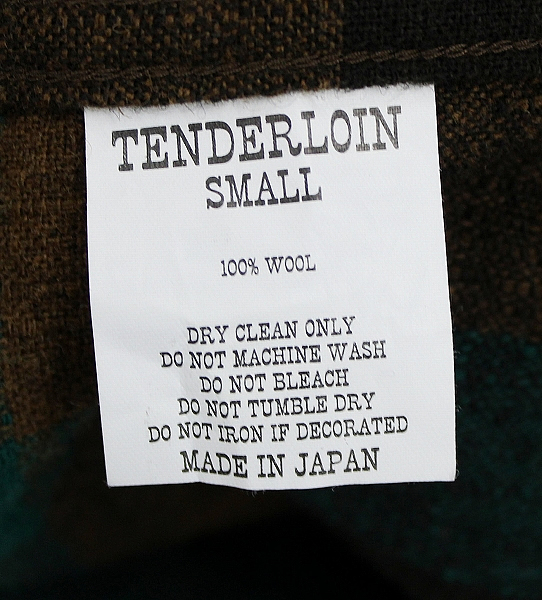 TENDERLOIN
SMALL
100% WOOL
DRY CLEAN ONLY
DO NOT MACHINE WASH
DO NOT BLEACH
DO NOT TUMBLE DRY
DO NOT IRON IF DECORATED
MADE IN JAPAN